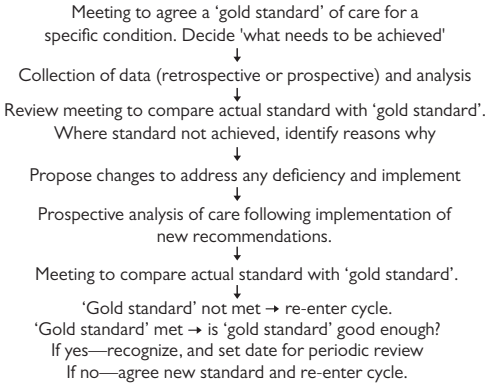 Meeting to agree a ‘gold standard’ of care for a
specific condition. Decide 'what needs to be achieved'
↓
Collection of data (retrospective or prospective) and analysis
↓
Review meeting to compare actual standard with ‘gold standard’.
Where standard not achieved, identify reasons why
↓
Propose changes to address any deficiency and implement
↓
Prospective analysis of care following implementation of
new recommendations.
↓
Meeting to compare actual standard with ‘gold standard’.
↓
‘Gold standard’ not met → re-enter cycle.
‘Gold standard’ met → is ‘gold standard’ good enough?
If yes—recognize, and set date for periodic review
If no—agree new standard and re-enter cycle.